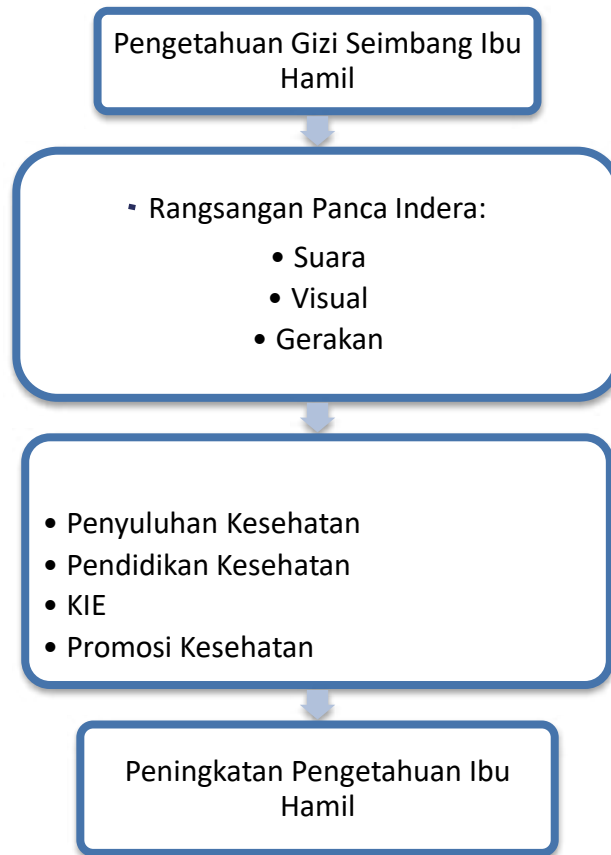 Pengetahuan Gizi Seimbang Ibu
Hamil
▪ Rangsangan Panca Indera:
• Suara
• Visual
• Gerakan
• Penyuluhan Kesehatan
• Pendidikan Kesehatan
• KIE
• Promosi Kesehatan
Peningkatan Pengetahuan Ibu
Hamil